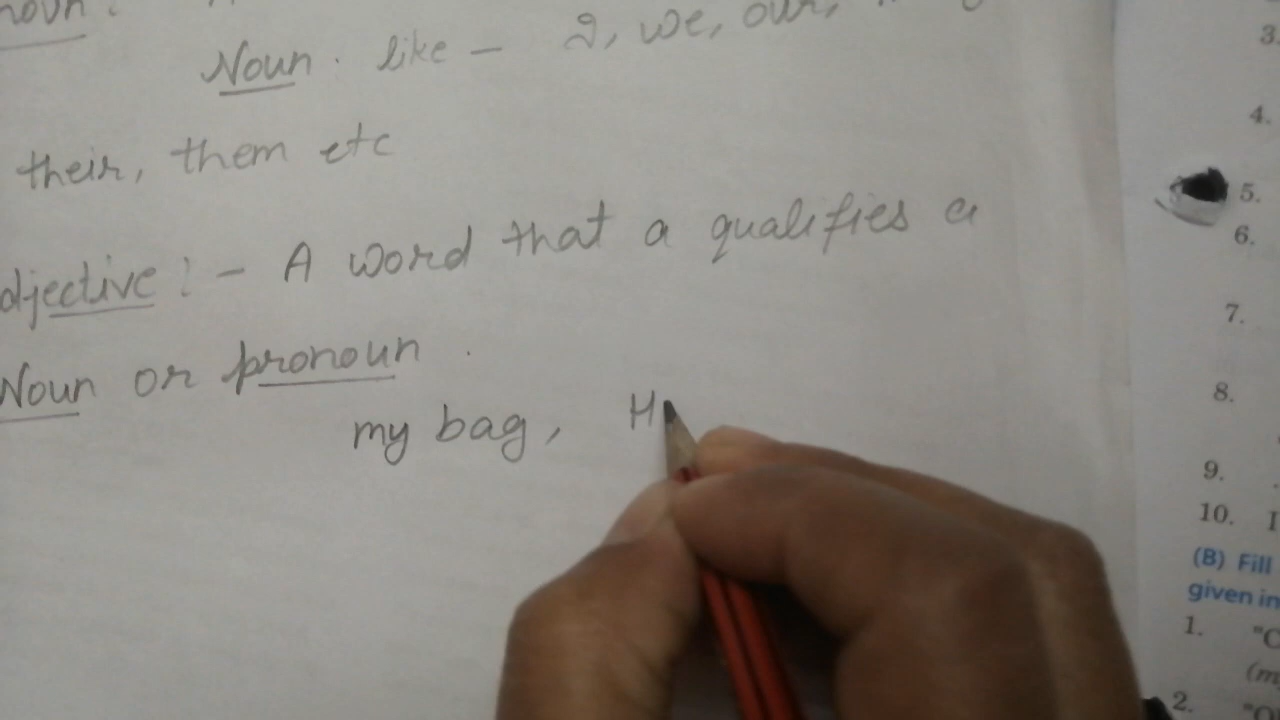 Noun. like - I, we, our,
their, them etc
djective :- A word that a qualifies a
Noun or pronoun.
my bag, H
3.
4.
5.
6.
7.
8.
9.
10. I
(B) Fill
given in
1. "C
(m
2. "O